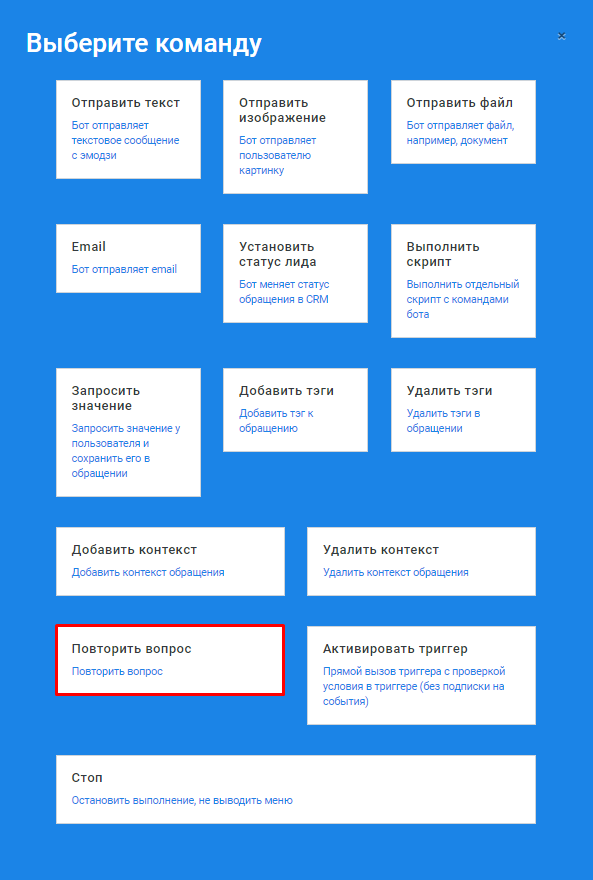 Выберите команду
×
Отправить текст
Бот отправляет
текстовое сообщение
с эмодзи
Отправить
изображение
Бот отправляет
пользователю
картинку
Отправить файл
Бот отправляет файл,
например, документ
Email
Бот отправляет email
Установить
статус лида
Бот меняет статус
обращения в CRM
Выполнить
скрипт
Выполнить отдельный
скрипт с командами
бота
Запросить
значение
Запросить значение у
пользователя и
сохранить его в
обращении
Добавить тэги
Добавить тэг к
обращению
Удалить тэги
Удалить тэги в
обращении
Добавить контекст
Добавить контекст обращения
Удалить контекст
Удалить контекст обращения
Повторить вопрос
Повторить вопрос
Активировать триггер
Прямой вызов триггера с проверкой
условия в триггере (без подписки на
события)
Стоп
Остановить выполнение, не выводить меню